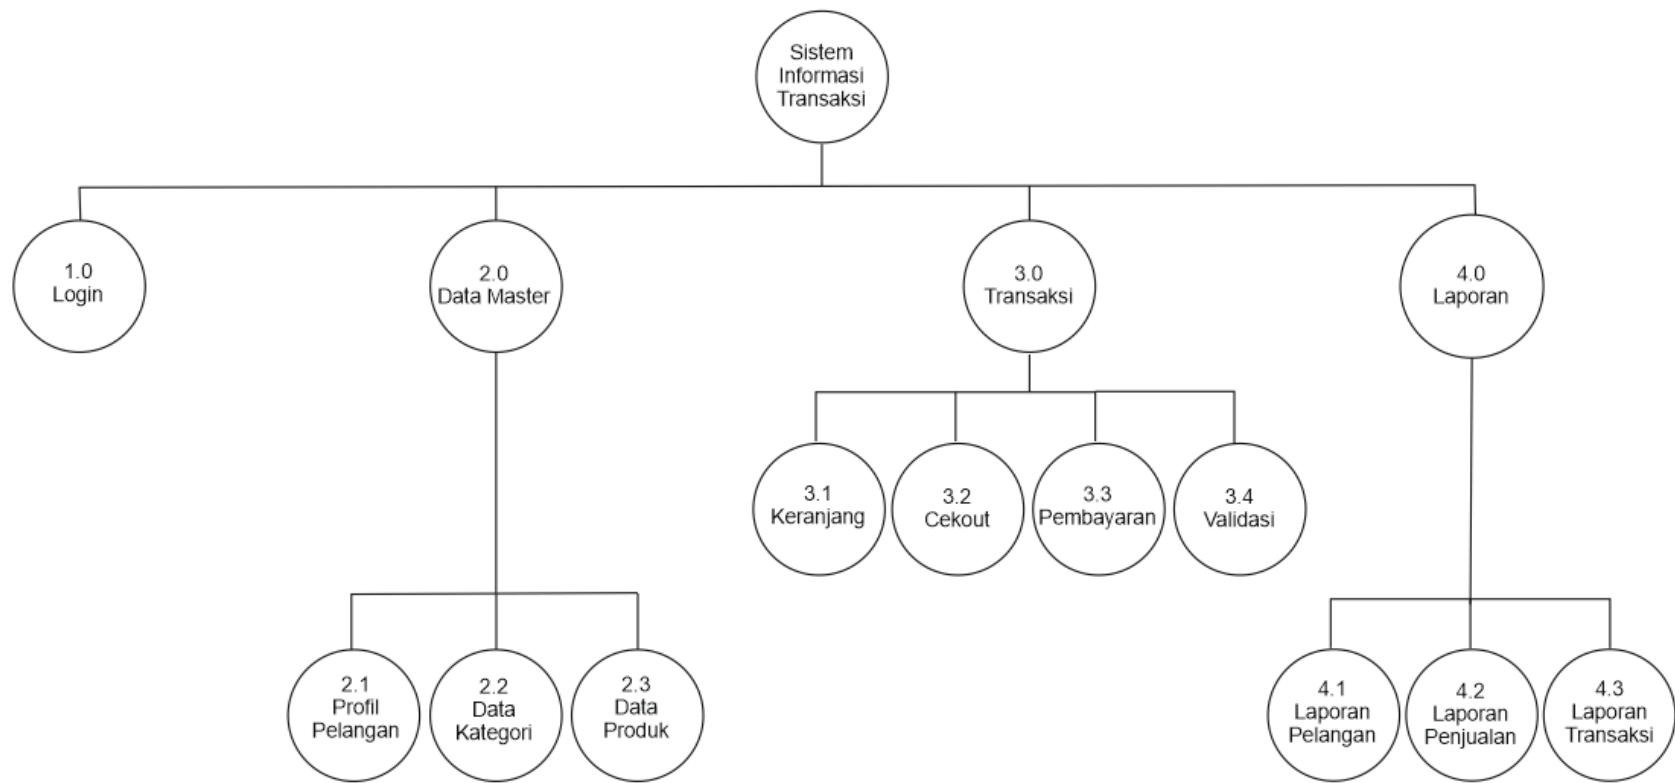 Sistem
Informasi
Transaksi
1.0
Login
2.0
Data Master
3.0
Transaksi
4.0
Laporan
3.1
Keranjang
3.2
Cekout
3.3
Pembayaran
3.4
Validasi
2.1
Profil
Pelangan
2.2
Data
Kategori
2.3
Data
Produk
4.1
Laporan
Pelangan
4.2
Laporan
Penjualan
4.3
Laporan
Transaksi